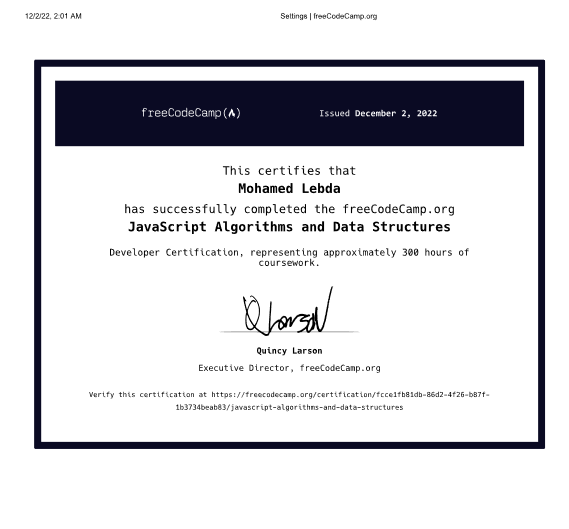 12/2/22, 2:01 AM Settings | freeCodeCamp.org
freeCodeCamp(🔥) Issued December 2, 2022
This certifies that
Mohamed Lebda
has successfully completed the freeCodeCamp.org
JavaScript Algorithms and Data Structures
Developer Certification, representing approximately 300 hours of
coursework.
Q Larson
Quincy Larson
Executive Director, freeCodeCamp.org
Verify this certification at https://freecodecamp.org/certification/fcce1fb81db-86d2-4f26-b87f-
1b3734beab83/javascript-algorithms-and-data-structures